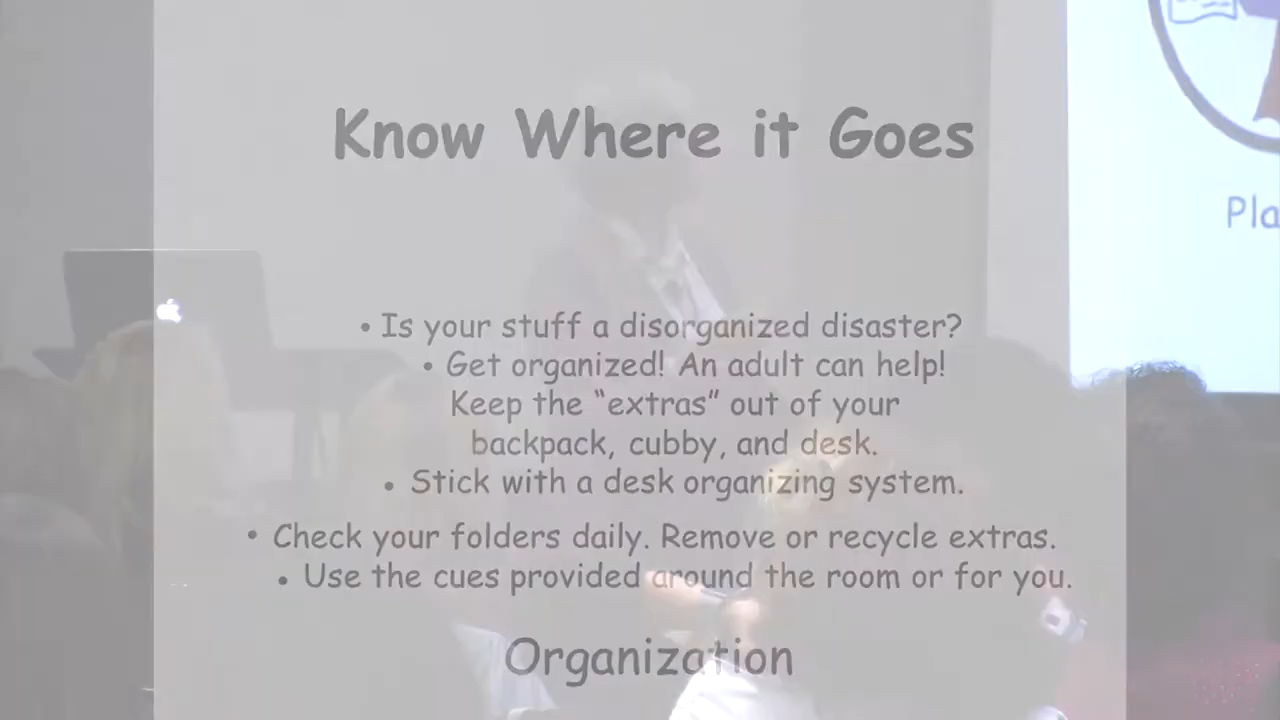 Know Where it Goes
• Is your stuff a disorganized disaster?
• Get organized! An adult can help!
Keep the “extras” out of your
backpack, cubby, and desk.
• Stick with a desk organizing system.
• Check your folders daily. Remove or recycle extras.
• Use the cues provided around the room or for you.
Organization
Pla